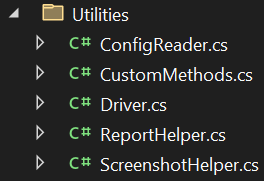 Utilities
C# ConfigReader.cs
C# CustomMethods.cs
C# Driver.cs
C# ReportHelper.cs
C# ScreenshotHelper.cs